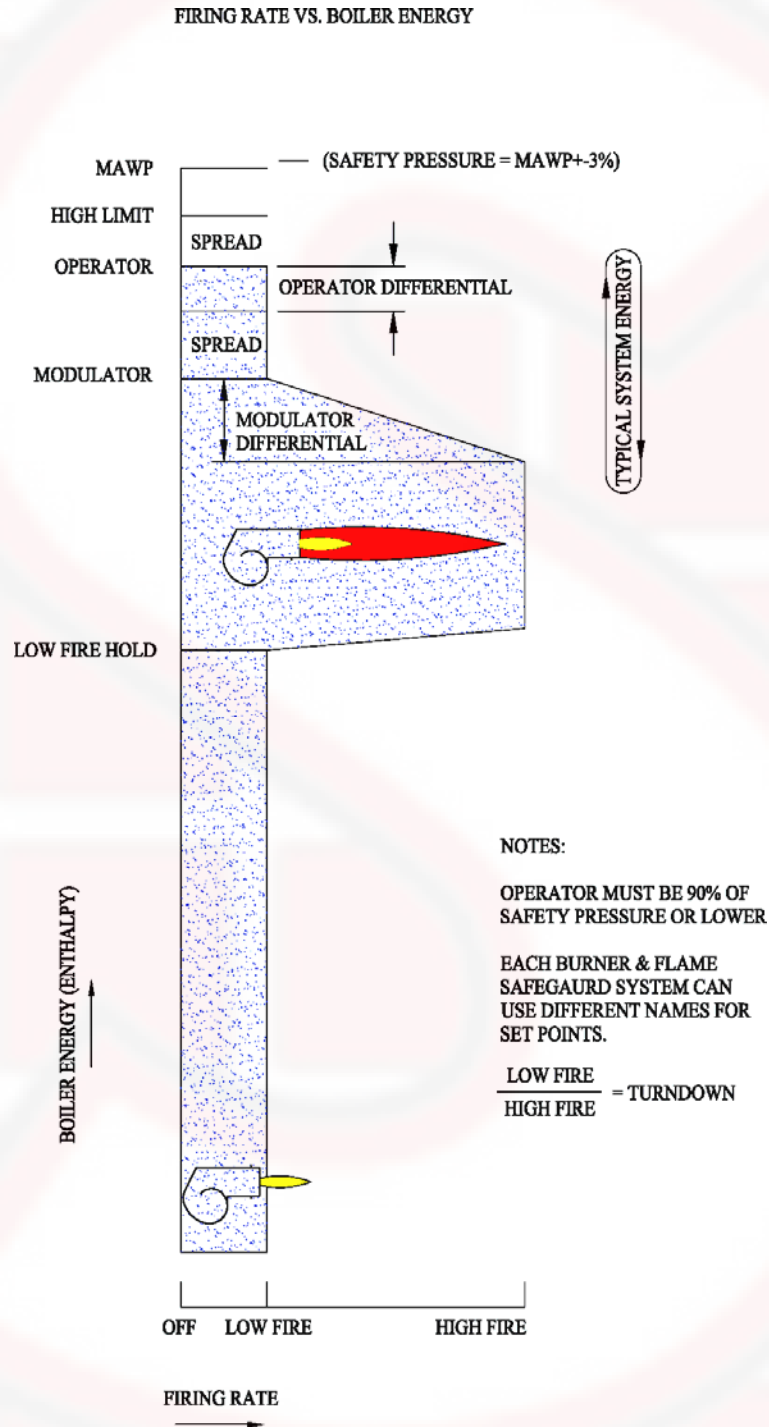 FIRING RATE VS. BOILER ENERGY
MAWP
(SAFETY PRESSURE = MAWP+-3%)
HIGH LIMIT
SPREAD
OPERATOR
OPERATOR DIFFERENTIAL
SPREAD
MODULATOR
MODULATOR
DIFFERENTIAL
TYPICAL SYSTEM ENERGY
LOW FIRE HOLD
NOTES:
OPERATOR MUST BE 90% OF
SAFETY PRESSURE OR LOWER
EACH BURNER & FLAME
SAFEGAURD SYSTEM CAN
USE DIFFERENT NAMES FOR
SET POINTS.
LOW FIRE
HIGH FIRE
= TURNDOWN
BOILER ENERGY (ENTHALPY)
OFF LOW FIRE HIGH FIRE
FIRING RATE